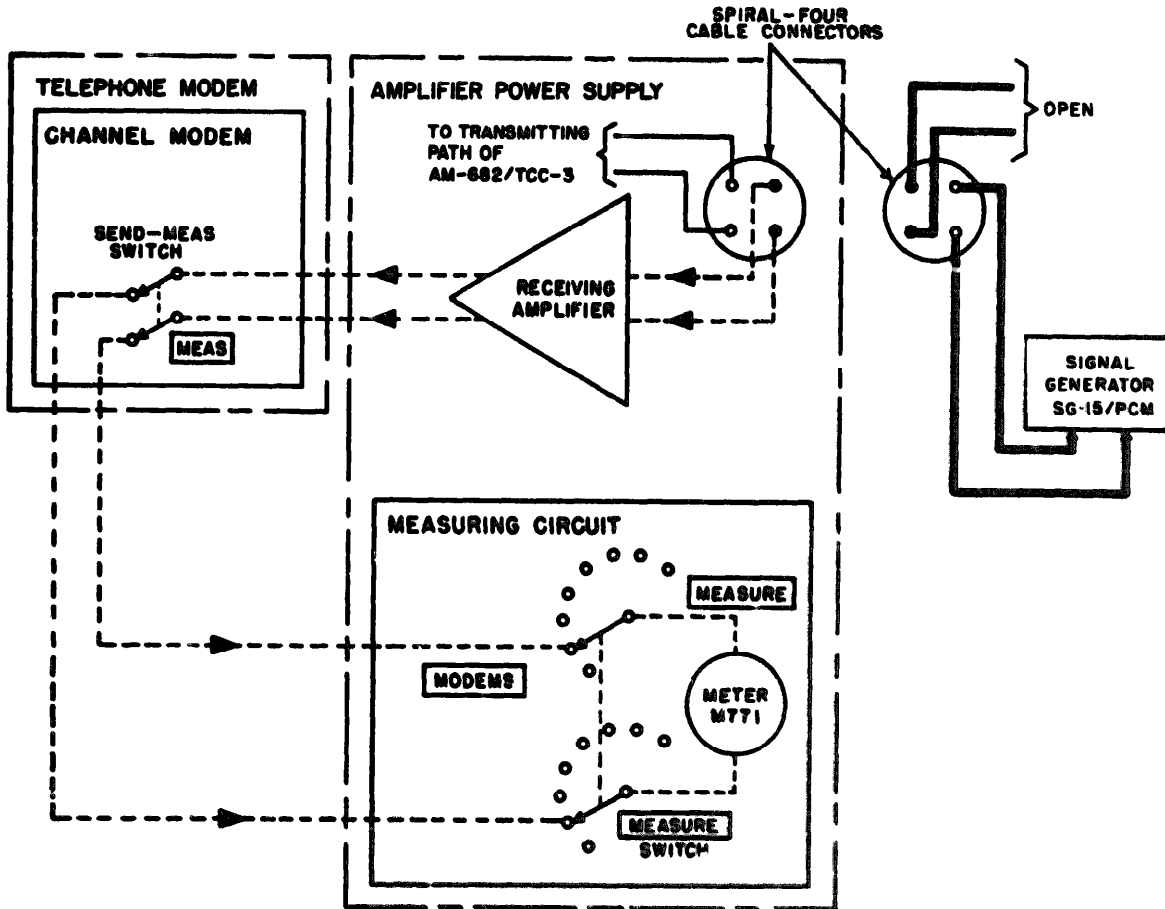 SPIRAL-FOUR
CABLE CONNECTORS
TELEPHONE MODEM
CHANNEL MODEM
SEND-MEAS
SWITCH
MEAS
AMPLIFIER POWER SUPPLY
TO TRANSMITTING
PATH OF
AM-682/TCC-3
OPEN
RECEIVING
AMPLIFIER
SIGNAL
GENERATOR
SG-15/PCM
MEASURING CIRCUIT
MEASURE
MODEMS
METER
M771
MEASURE
SWITCH